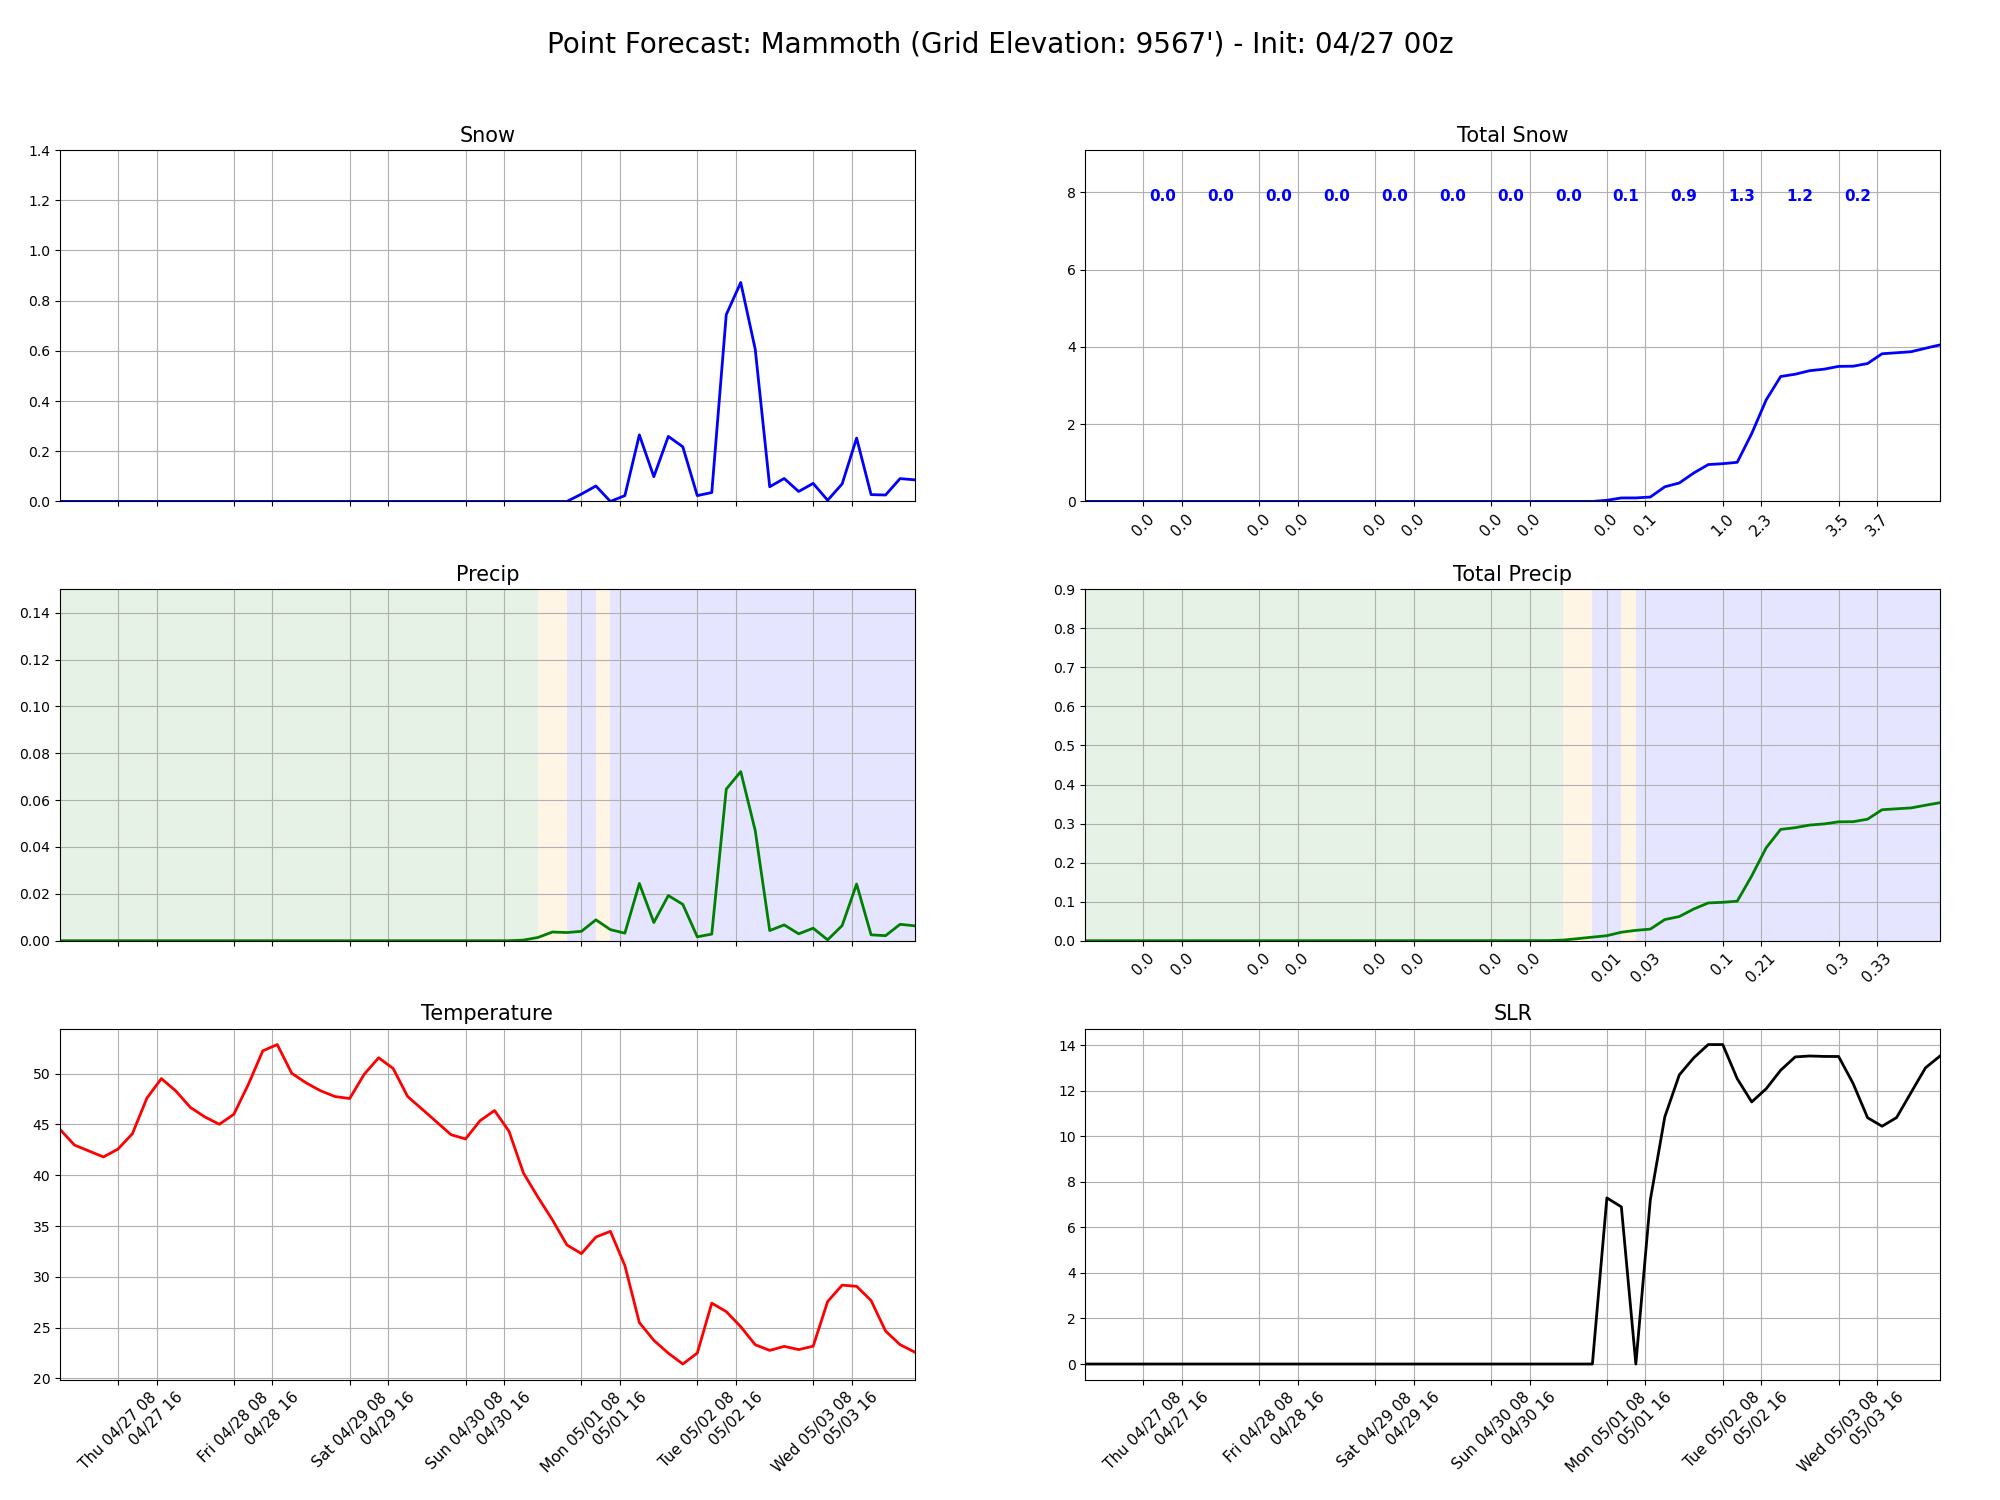 Point Forecast: Mammoth (Grid Elevation: 9567') - Init: 04/27 00z
Snow
1.4
1.2
1.0
0.8
0.6
0.4
0.2
0.0
Total Snow
8
6
4
2
0
0.0 0.0 0.0 0.0 0.0 0.0 0.0 0.0 0.1 0.9 1.3 1.2 0.2
0.0 0.0 0.0 0.0 0.0 0.0 0.0 0.0 0.0 0.1 1.0 2.3 3.5 3.7
Precip
0.14
0.12
0.10
0.08
0.06
0.04
0.02
0.00
Total Precip
0.9
0.8
0.7
0.6
0.5
0.4
0.3
0.2
0.1
0.0
0.0 0.0 0.0 0.0 0.0 0.0 0.0 0.0 0.01 0.03 0.1 0.21 0.3 0.33
Temperature
50
45
40
35
30
25
20
Thu 04/27 08
04/27 16
Fri 04/28 08
04/28 16
Sat 04/29 08
04/29 16
Sun 04/30 08
04/30 16
Mon 05/01 08
05/01 16
Tue 05/02 08
05/02 16
Wed 05/03 08
05/03 16
SLR
14
12
10
8
6
4
2
0
Thu 04/27 08
04/27 16
Fri 04/28 08
04/28 16
Sat 04/29 08
04/29 16
Sun 04/30 08
04/30 16
Mon 05/01 08
05/01 16
Tue 05/02 08
05/02 16
Wed 05/03 08
05/03 16